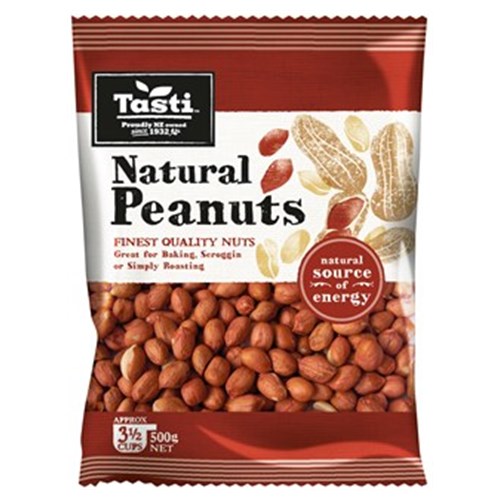 Tasti
Proudly NZ owned
since 1932
Natural
Peanuts
FINEST QUALITY NUTS
Great for Baking, Scroggin
or Simply Roasting
natural
source
of
energy
APPROX
3½ 500g
CUPS NET